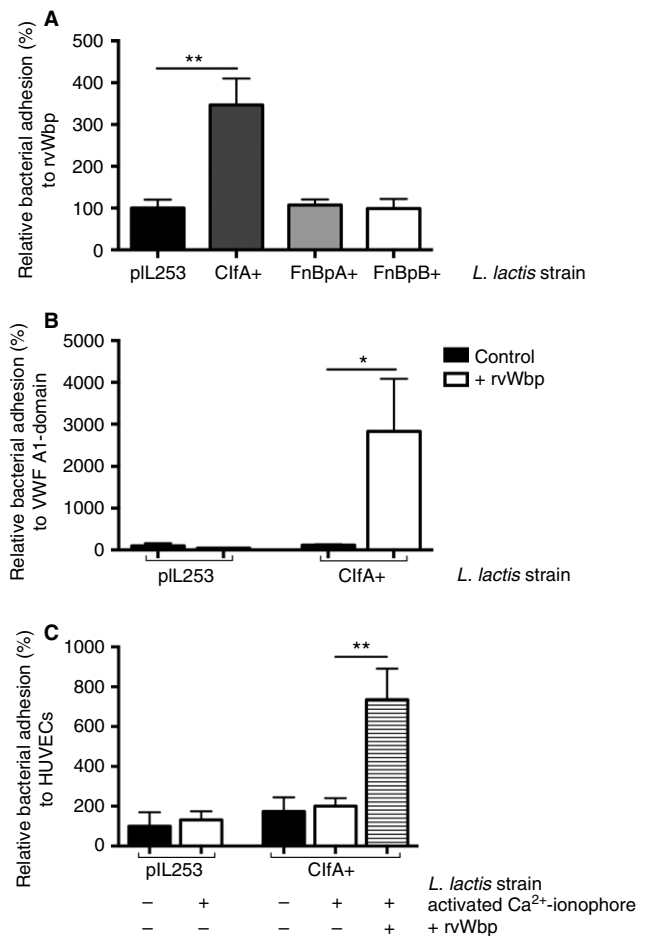 A
Relative bacterial adhesion (%)
to rvWbp
500
400
300
200
100
0
**
pIL253 ClfA+ FnBpA+ FnBpB+ L. lactis strain
B
Relative bacterial adhesion (%)
to VWF A1-domain
5000
4000
3000
2000
1000
0
*
Control
+ rvWbp
pIL253 ClfA+ L. lactis strain
C
Relative bacterial adhesion (%)
to HUVECs
1000
800
600
400
200
0
**
pIL253 ClfA+
L. lactis strain
– + – + + activated Ca²⁺-ionophore
– – – – + + rvWbp